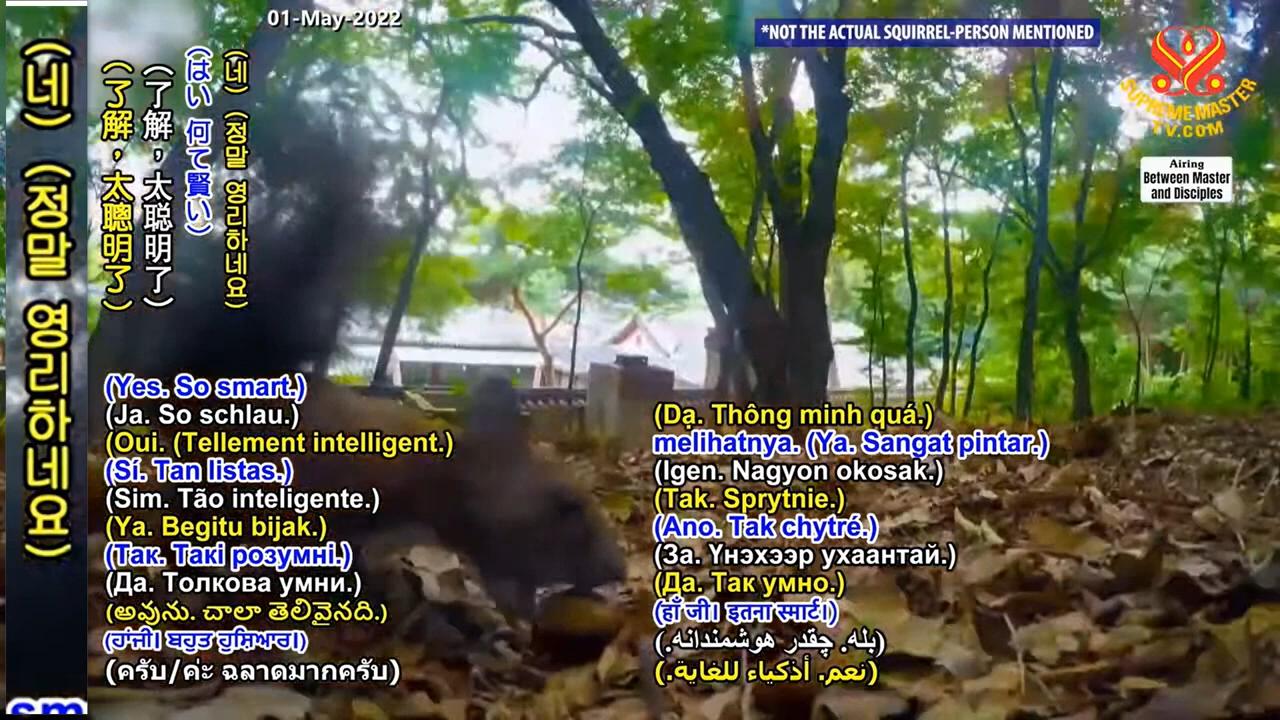 01-May-2022
*NOT THE ACTUAL SQUIRREL-PERSON MENTIONED
SUPREME MASTER
TV.COM
Airing
Between Master
and Disciples
(네) (정말 영리하네요)
(네) (정말 영리하네요)
(はい 何て賢い)
(了解，太聪明了)
(了解，太聰明了)
(Yes. So smart.)
(Ja. So schlau.)
(Oui. (Tellement intelligent.)
(Sí. Tan listas.)
(Sim. Tão inteligente.)
(Ya. Begitu bijak.)
(Так. Такі розумні.)
(Да. Толкова умни.)
(అవును. చాలా తెలివైనది.)
(ਹਾਂਜੀ। ਬਹੁਤ ਹੁਸ਼ਿਆਰ।)
(ครับ/ค่ะ ฉลาดมากครับ)
(Dạ. Thông minh quá.)
melihatnya. (Ya. Sangat pintar.)
(Igen. Nagyon okosak.)
(Tak. Sprytnie.)
(Ano. Tak chytré.)
(За. Үнэхээр ухаантай.)
(Да. Так умно.)
(हाँ जी। इतना स्मार्ट।)
(بله. چقدر هوشمندانه.)
(نعم. أذكياء للغاية.)
sm